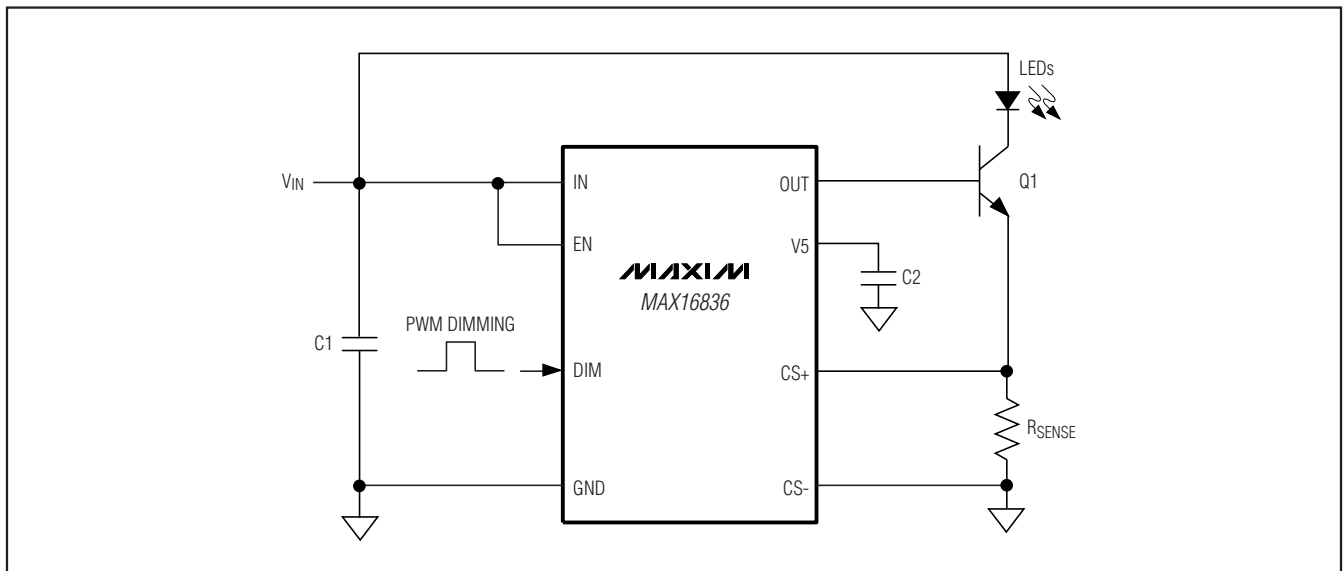 LEDs
VIN
IN
OUT
Q1
EN
V5
MAXIM
MAX16836
C2
PWM DIMMING
C1
DIM
CS+
RSENSE
GND
CS-